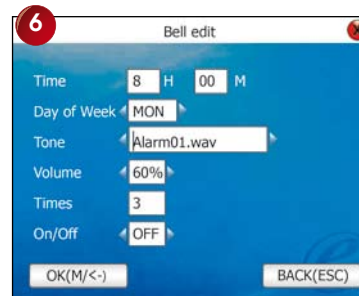 6
Bell edit
Time 8 H 00 M
Day of Week MON
Tone Alarm01.wav
Volume 60%
Times 3
On/Off OFF
OK(M/<-) BACK(ESC)